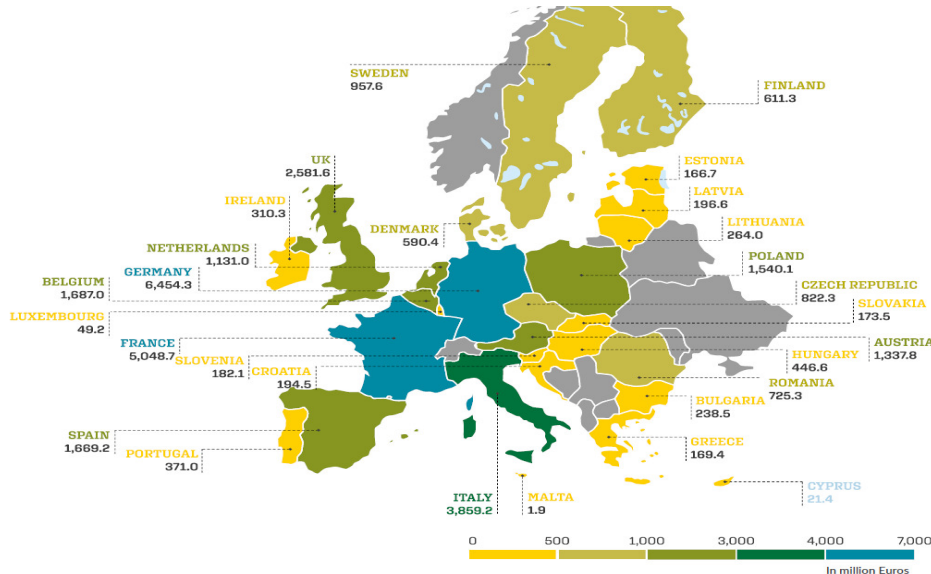 SWEDEN
957.6
FINLAND
611.3
UK
2,581.6
ESTONIA
166.7
IRELAND
310.3
LATVIA
196.6
DENMARK
590.4
LITHUANIA
264.0
NETHERLANDS
1,131.0
POLAND
1,540.1
GERMANY
6,454.3
BELGIUM
1,687.0
CZECH REPUBLIC
822.3
SLOVAKIA
173.5
LUXEMBOURG
49.2
FRANCE
5,048.7
AUSTRIA
1,337.8
SLOVENIA
182.1
CROATIA
194.5
HUNGARY
446.6
ROMANIA
725.3
BULGARIA
238.5
SPAIN
1,669.2
PORTUGAL
371.0
GREECE
169.4
ITALY
3,859.2
MALTA
1.9
CYPRUS
21.4
0 500 1,000 3,000 4,000 7,000
In million Euros